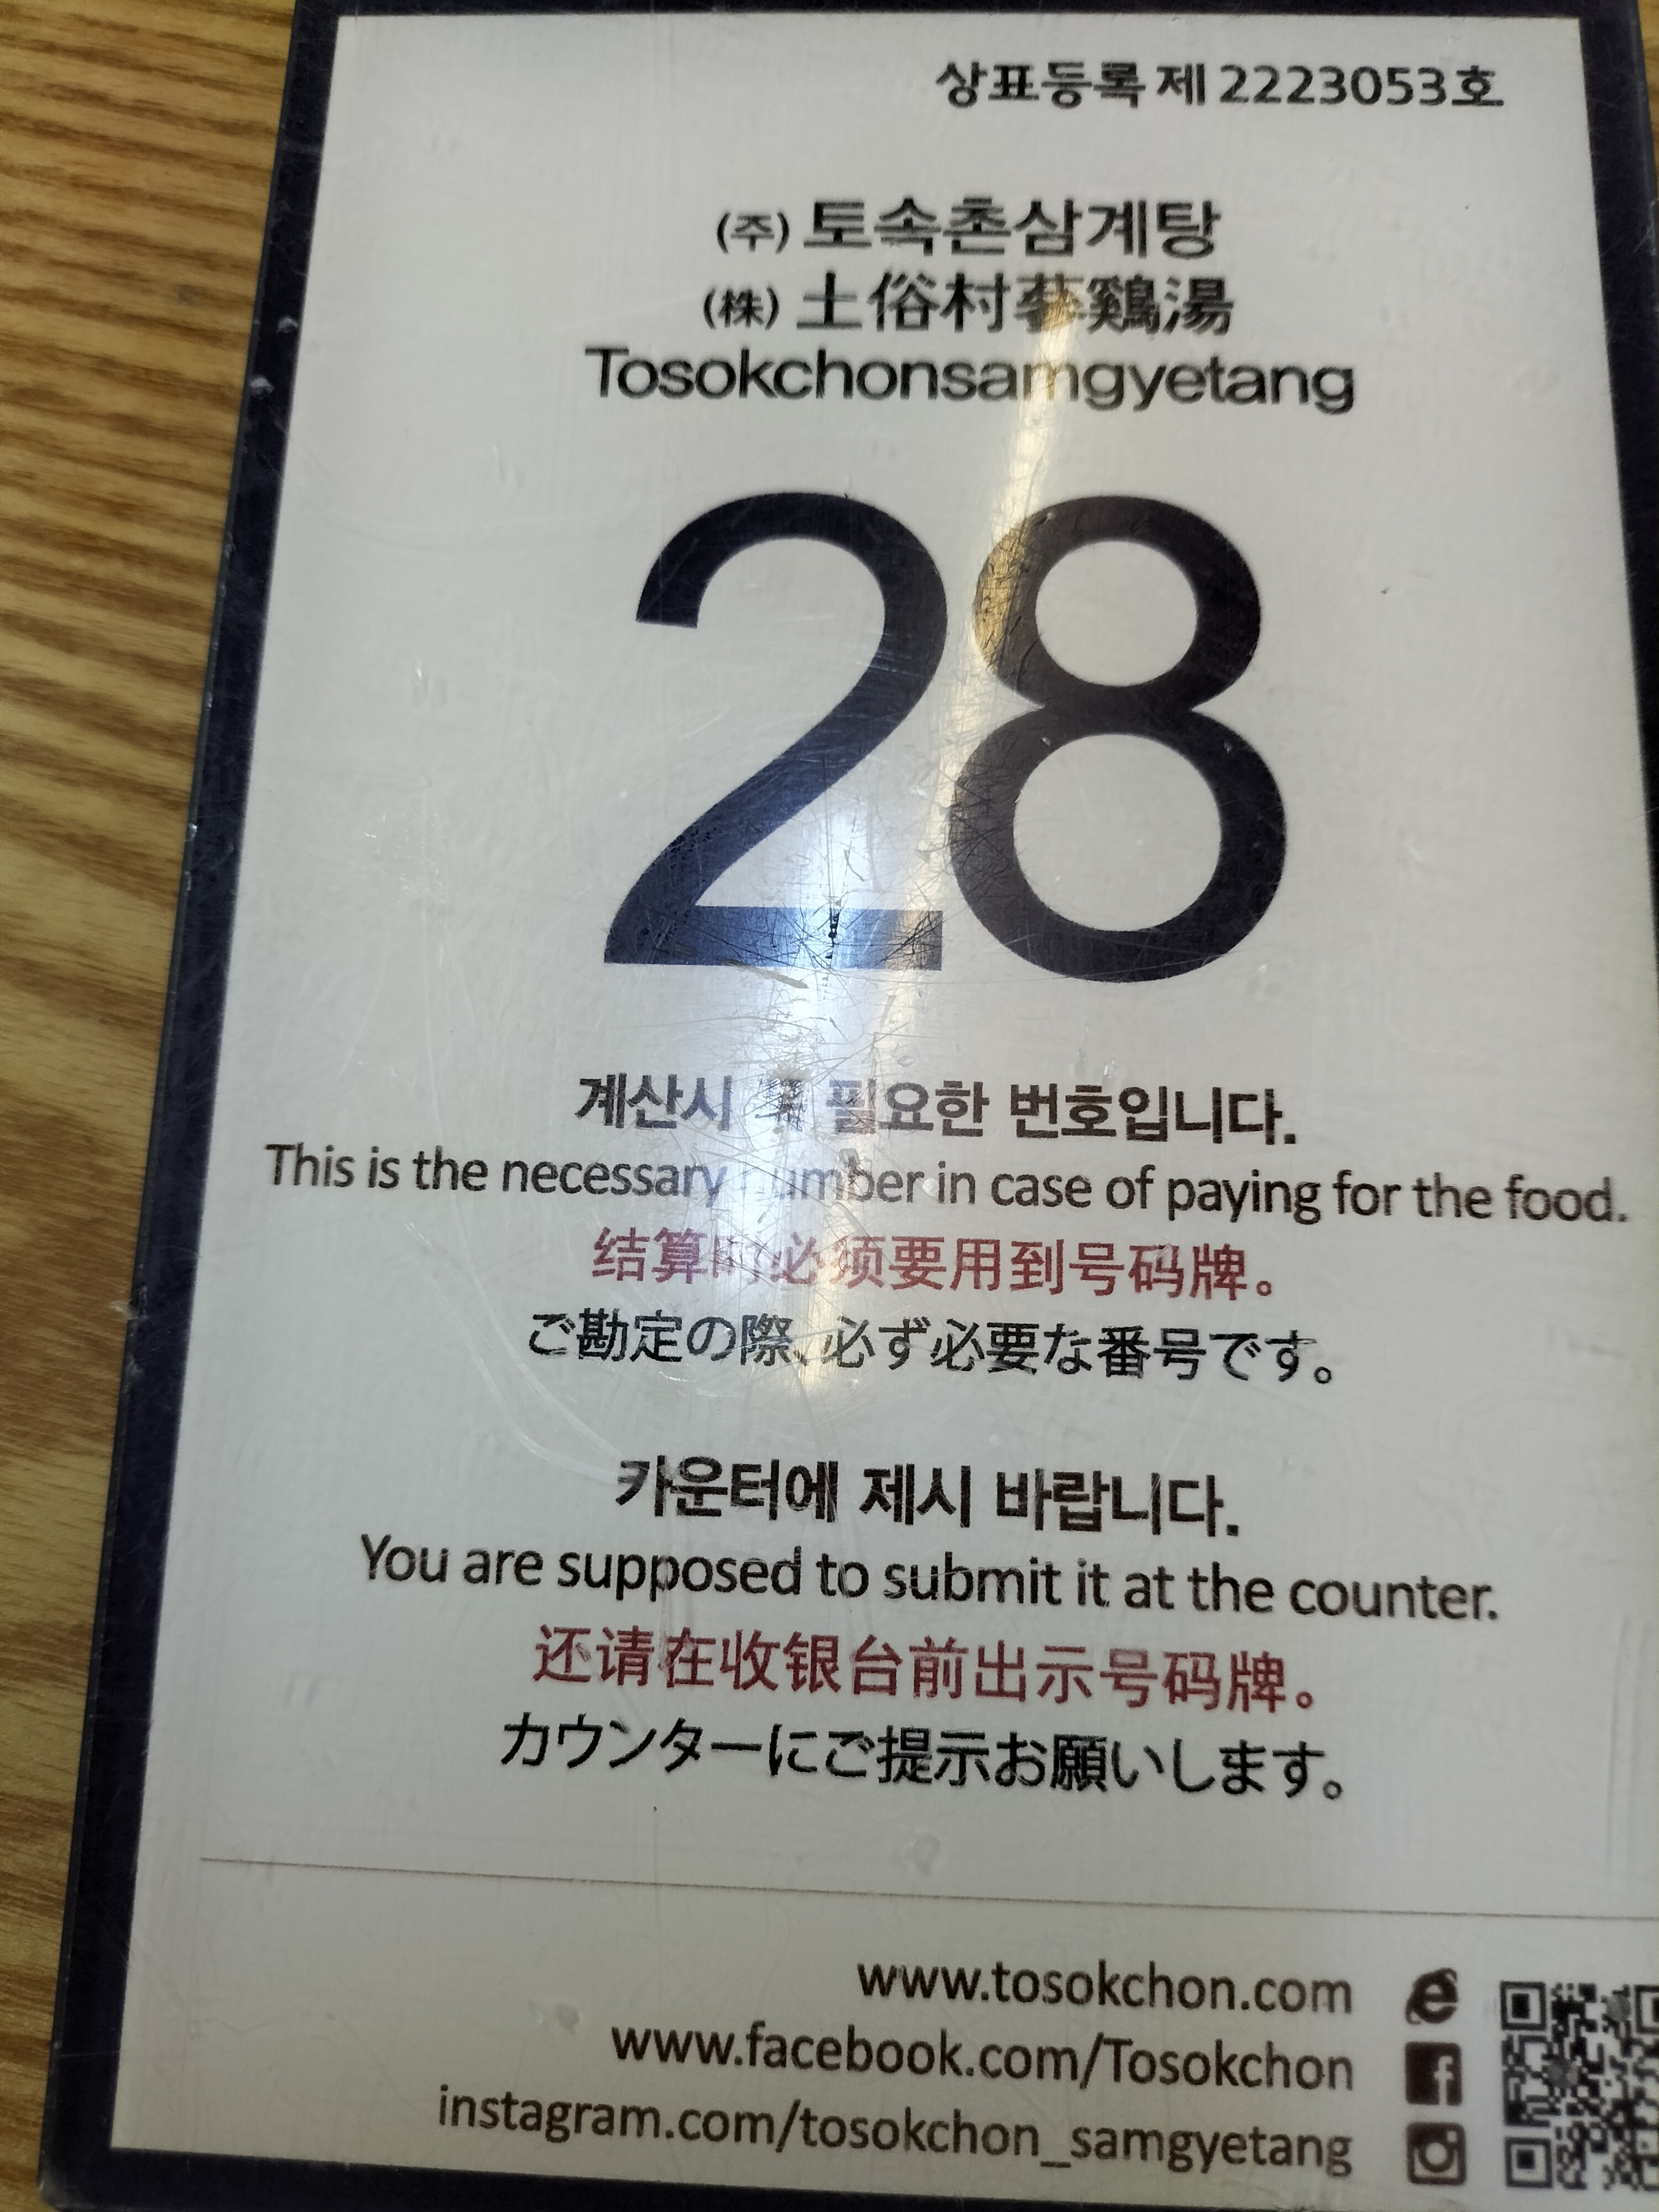 상표등록 제2223053호
(주) 토속촌삼계탕
(株) 土俗村蔘鷄湯
Tosokchonsamgyetang
28
계산시 필요한 번호입니다.
This is the necessary number in case of paying for the food.
结算时必须要用到号码牌。
ご勘定の際、必ず必要な番号です。
카운터에 제시 바랍니다.
You are supposed to submit it at the counter.
还请在收银台前出示号码牌。
カウンターにご提示お願いします。
www.tosokchon.com
www.facebook.com/Tosokchon
instagram.com/tosokchon_samgyetang